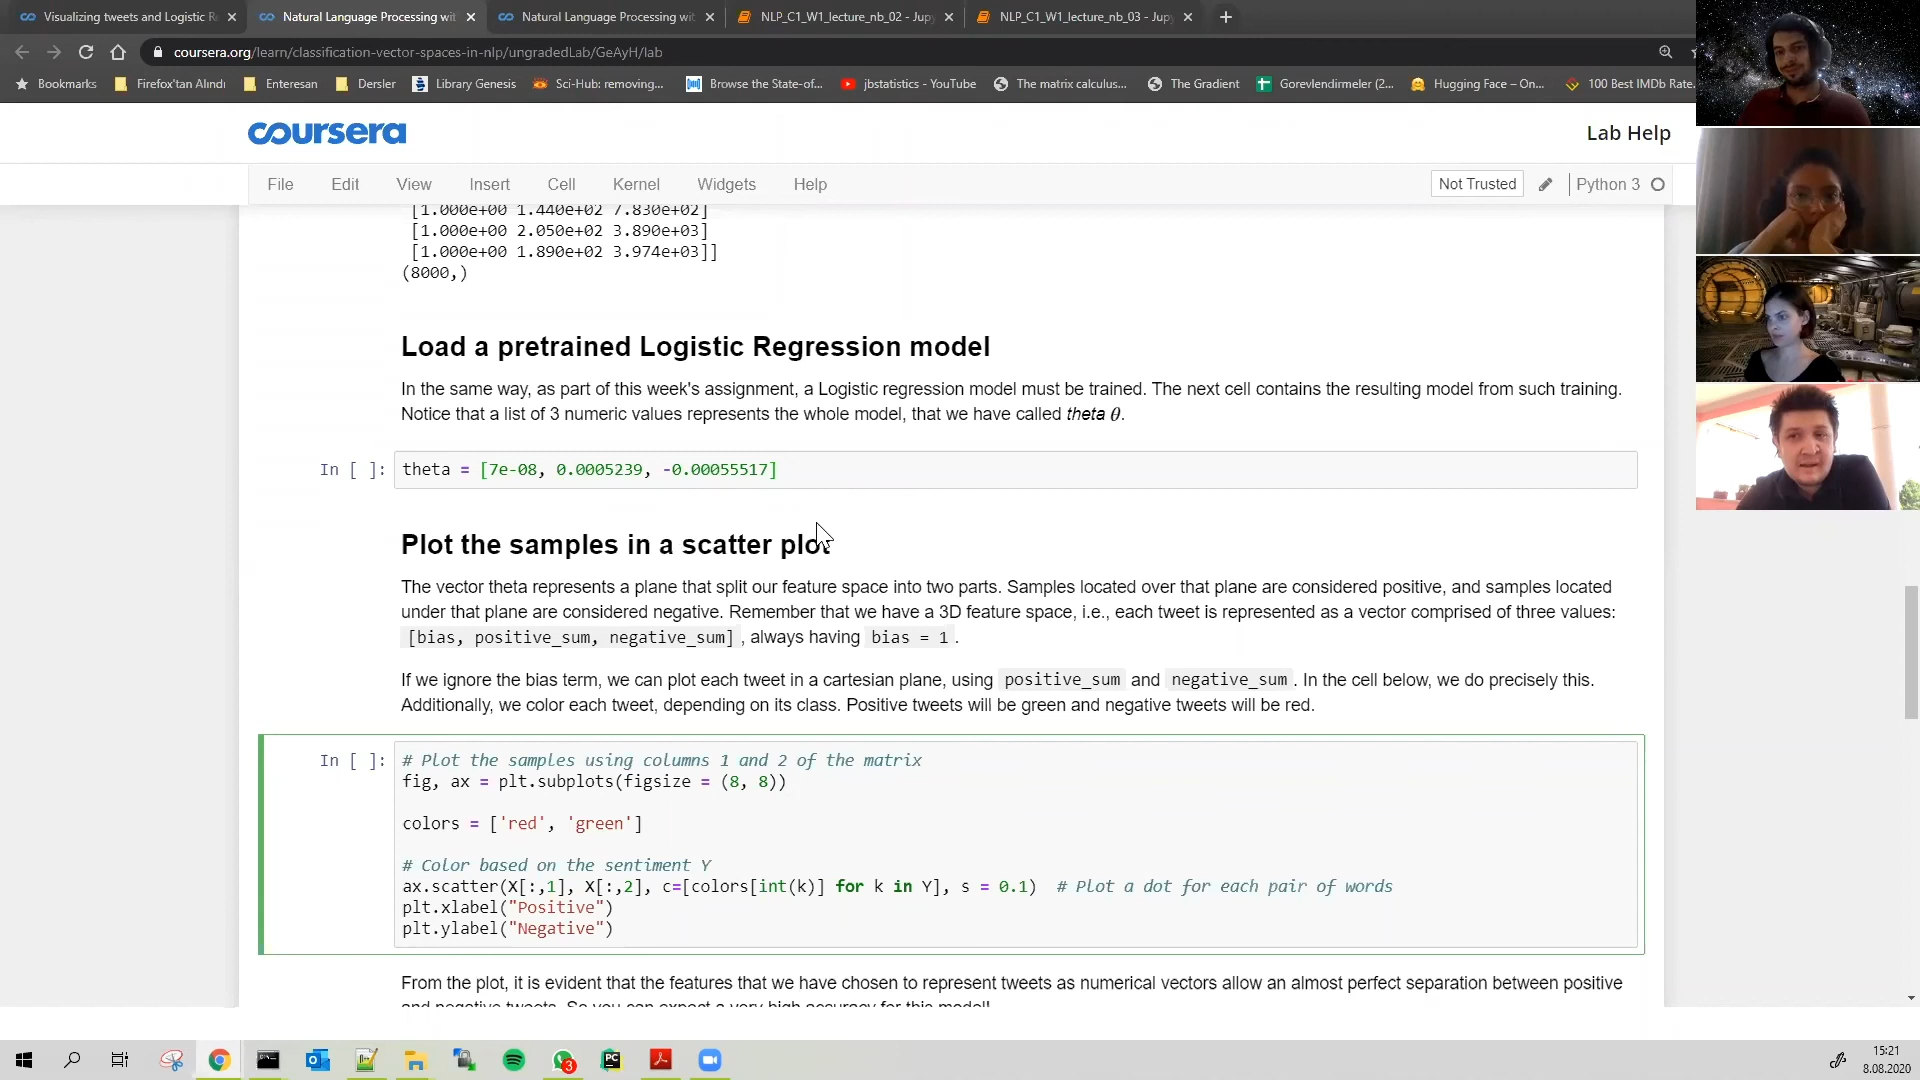 Visualizing tweets and Logistic R
Natural Language Processing wit
Natural Language Processing wit
NLP_C1_W1_lecture_nb_02 - Jup
NLP_C1_W1_lecture_nb_03 - Jup
coursera.org/learn/classification-vector-spaces-in-nlp/ungradedLab/GeAyH/lab
Bookmarks
Firefox'tan Alındı
Enteresan
Dersler
Library Genesis
Sci-Hub: removing...
Browse the State-of...
jbstatistics - YouTube
The matrix calculus...
The Gradient
Gorevlendirmeler (2...
Hugging Face – On...
100 Best IMDb Rate.
coursera
Lab Help
File Edit View Insert Cell Kernel Widgets Help
Not Trusted
Python 3
[1.000e+00 1.440e+02 7.830e+02]
[1.000e+00 2.050e+02 3.890e+03]
[1.000e+00 1.890e+02 3.974e+03]]
(8000,)
Load a pretrained Logistic Regression model
In the same way, as part of this week's assignment, a Logistic regression model must be trained. The next cell contains the resulting model from such training.
Notice that a list of 3 numeric values represents the whole model, that we have called theta θ.
In [ ]: theta = [7e-08, 0.0005239, -0.00055517]
Plot the samples in a scatter plot
The vector theta represents a plane that split our feature space into two parts. Samples located over that plane are considered positive, and samples located
under that plane are considered negative. Remember that we have a 3D feature space, i.e., each tweet is represented as a vector comprised of three values:
[bias, positive_sum, negative_sum] , always having bias = 1 .
If we ignore the bias term, we can plot each tweet in a cartesian plane, using positive_sum and negative_sum . In the cell below, we do precisely this.
Additionally, we color each tweet, depending on its class. Positive tweets will be green and negative tweets will be red.
In [ ]: # Plot the samples using columns 1 and 2 of the matrix
fig, ax = plt.subplots(figsize = (8, 8))
colors = ['red', 'green']
# Color based on the sentiment Y
ax.scatter(X[:,1], X[:,2], c=[colors[int(k)] for k in Y], s = 0.1)  # Plot a dot for each pair of words
plt.xlabel("Positive")
plt.ylabel("Negative")
From the plot, it is evident that the features that we have chosen to represent tweets as numerical vectors allow an almost perfect separation between positive
and negative tweets. So you can expect a very high accuracy for this model!
3
PC
15:21
8.08.2020